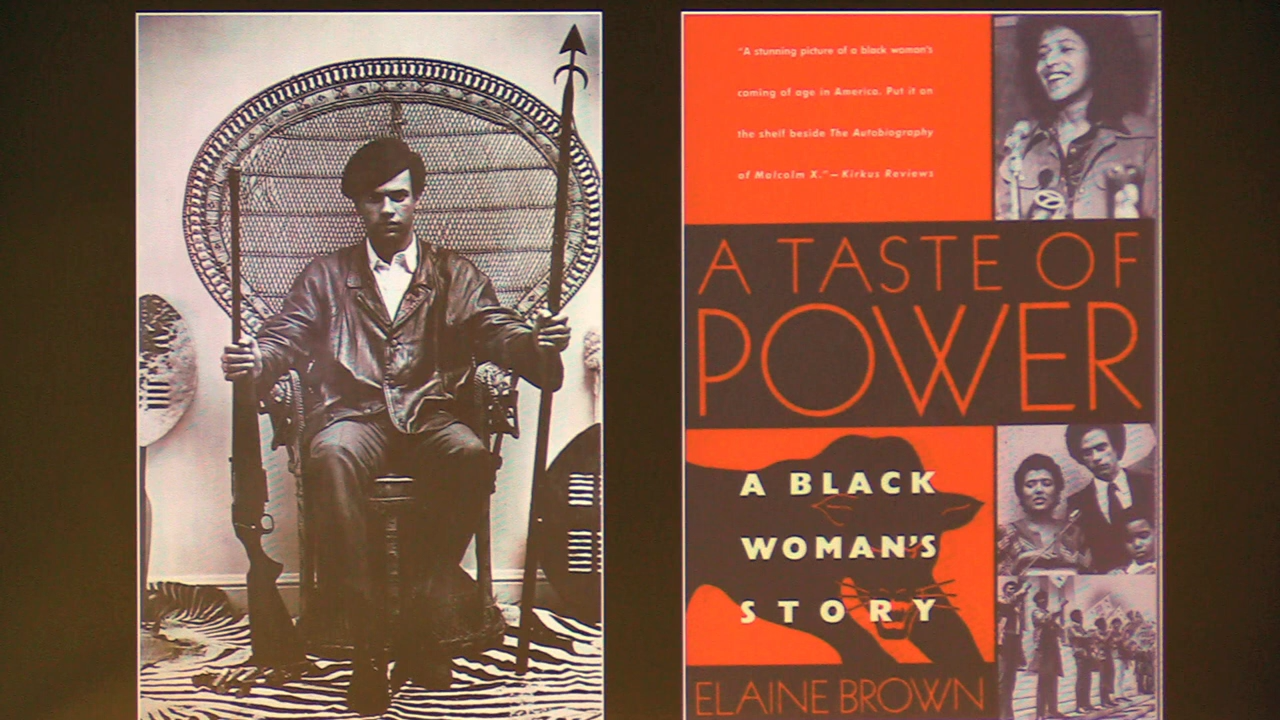 "A stunning picture of a black woman's
coming of age in America. Put it on
the shelf beside The Autobiography
of Malcolm X."—Kirkus Reviews
A TASTE OF
POWER
A BLACK
WOMAN'S
STORY
ELAINE BROWN